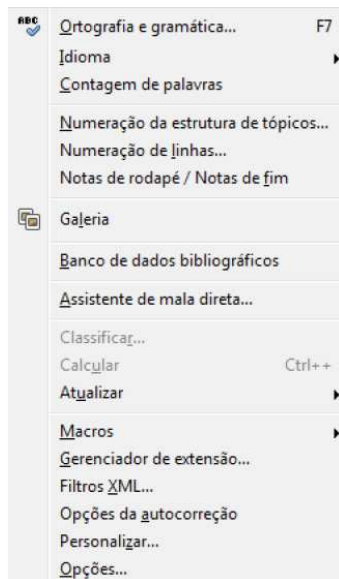 ABC Ortografia e gramática... F7
Idioma
Contagem de palavras
Numeração da estrutura de tópicos...
Numeração de linhas...
Notas de rodapé / Notas de fim
Galeria
Banco de dados bibliográficos
Assistente de mala direta...
Classificar...
Calcular Ctrl++
Atualizar
Macros
Gerenciador de extensão...
Filtros XML...
Opções da autocorreção
Personalizar...
Opções...